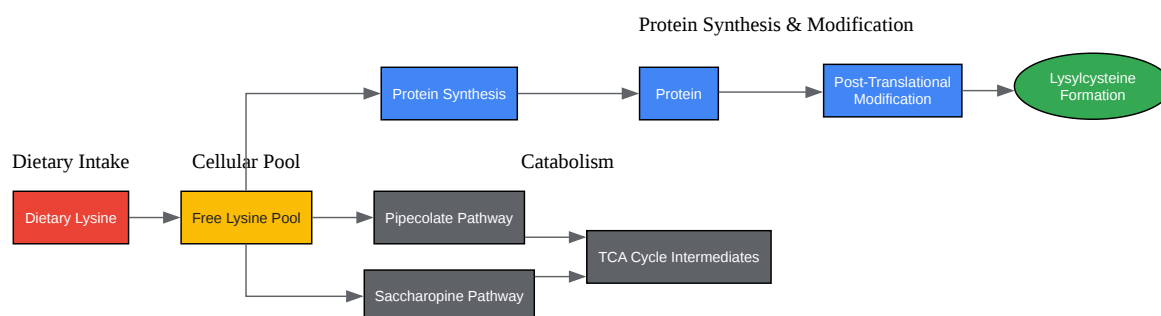 Protein Synthesis & Modification
Protein Synthesis
Protein
Post-Translational
Modification
Lysylcysteine
Formation
Dietary Intake
Cellular Pool
Catabolism
Dietary Lysine
Free Lysine Pool
Pipecolate Pathway
TCA Cycle Intermediates
Saccharopine Pathway